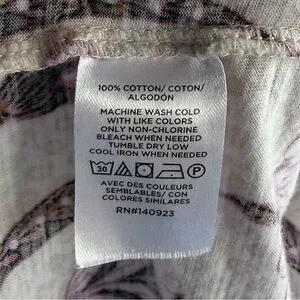 100% COTTON/ COTON/
ALGODÓN
MACHINE WASH COLD
WITH LIKE COLORS
ONLY NON-CHLORINE
BLEACH WHEN NEEDED
TUMBLE DRY LOW
COOL IRON WHEN NEEDED
30 P
AVEC DES COULEURS
SEMBLABLES/ CON
COLORES SIMILARES
RN#140923